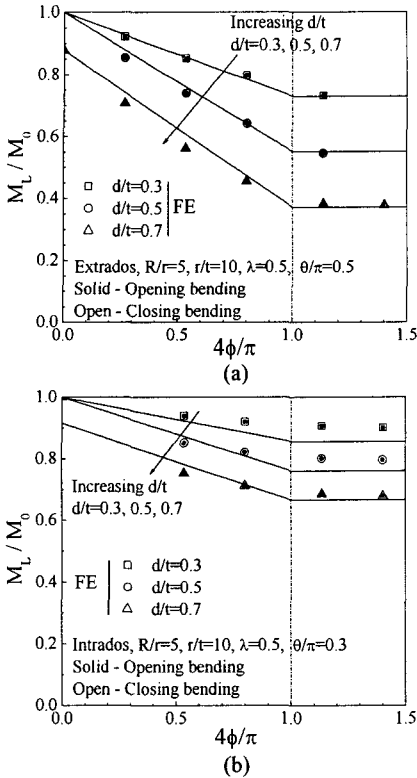 Increasing d/t
d/t=0.3, 0.5, 0.7
1.0
0.8
0.6
0.4
0.2
0.0
M_L / M_0
d/t=0.3
d/t=0.5
d/t=0.7
FE
Extrados, R/r=5, r/t=10, λ=0.5, θ/π=0.5
Solid - Opening bending
Open - Closing bending
0.0 0.5 1.0 1.5
4ϕ/π
(a)
1.0
0.8
0.6
0.4
0.2
0.0
M_L / M_0
Increasing d/t
d/t=0.3, 0.5, 0.7
FE
d/t=0.3
d/t=0.5
d/t=0.7
Intrados, R/r=5, r/t=10, λ=0.5, θ/π=0.3
Solid - Opening bending
Open - Closing bending
0.0 0.5 1.0 1.5
4ϕ/π
(b)